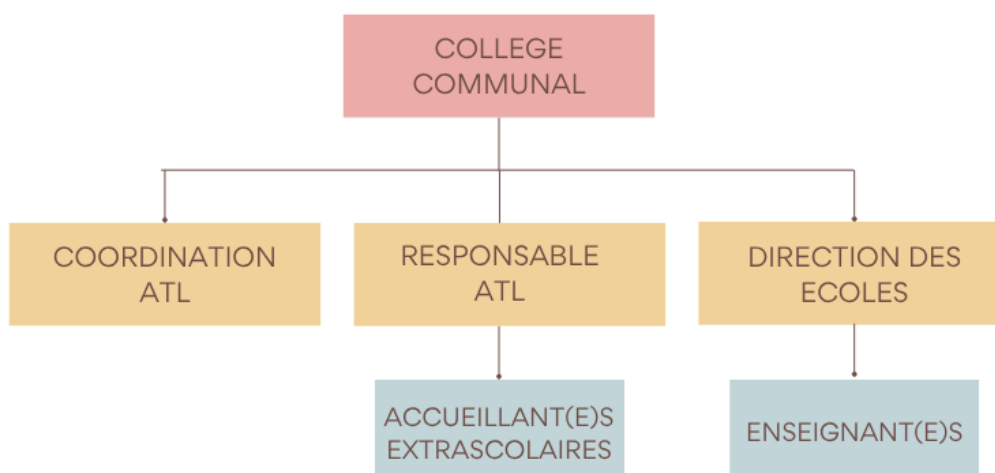 COLLEGE
COMMUNAL
COORDINATION
ATL
RESPONSABLE
ATL
DIRECTION DES
ECOLES
ACCUEILLANT(E)S
EXTRASCOLAIRES
ENSEIGNANT(E)S